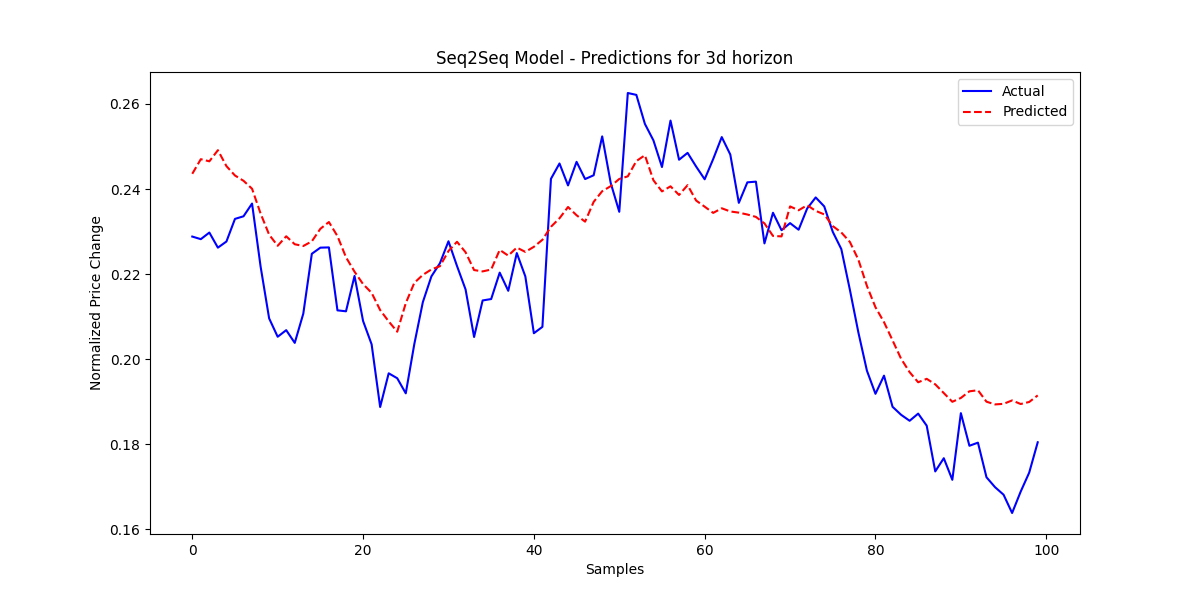 Seq2Seq Model - Predictions for 3d horizon
Actual
Predicted
Normalized Price Change
0.26
0.24
0.22
0.20
0.18
0.16
0
20
40
60
80
100
Samples